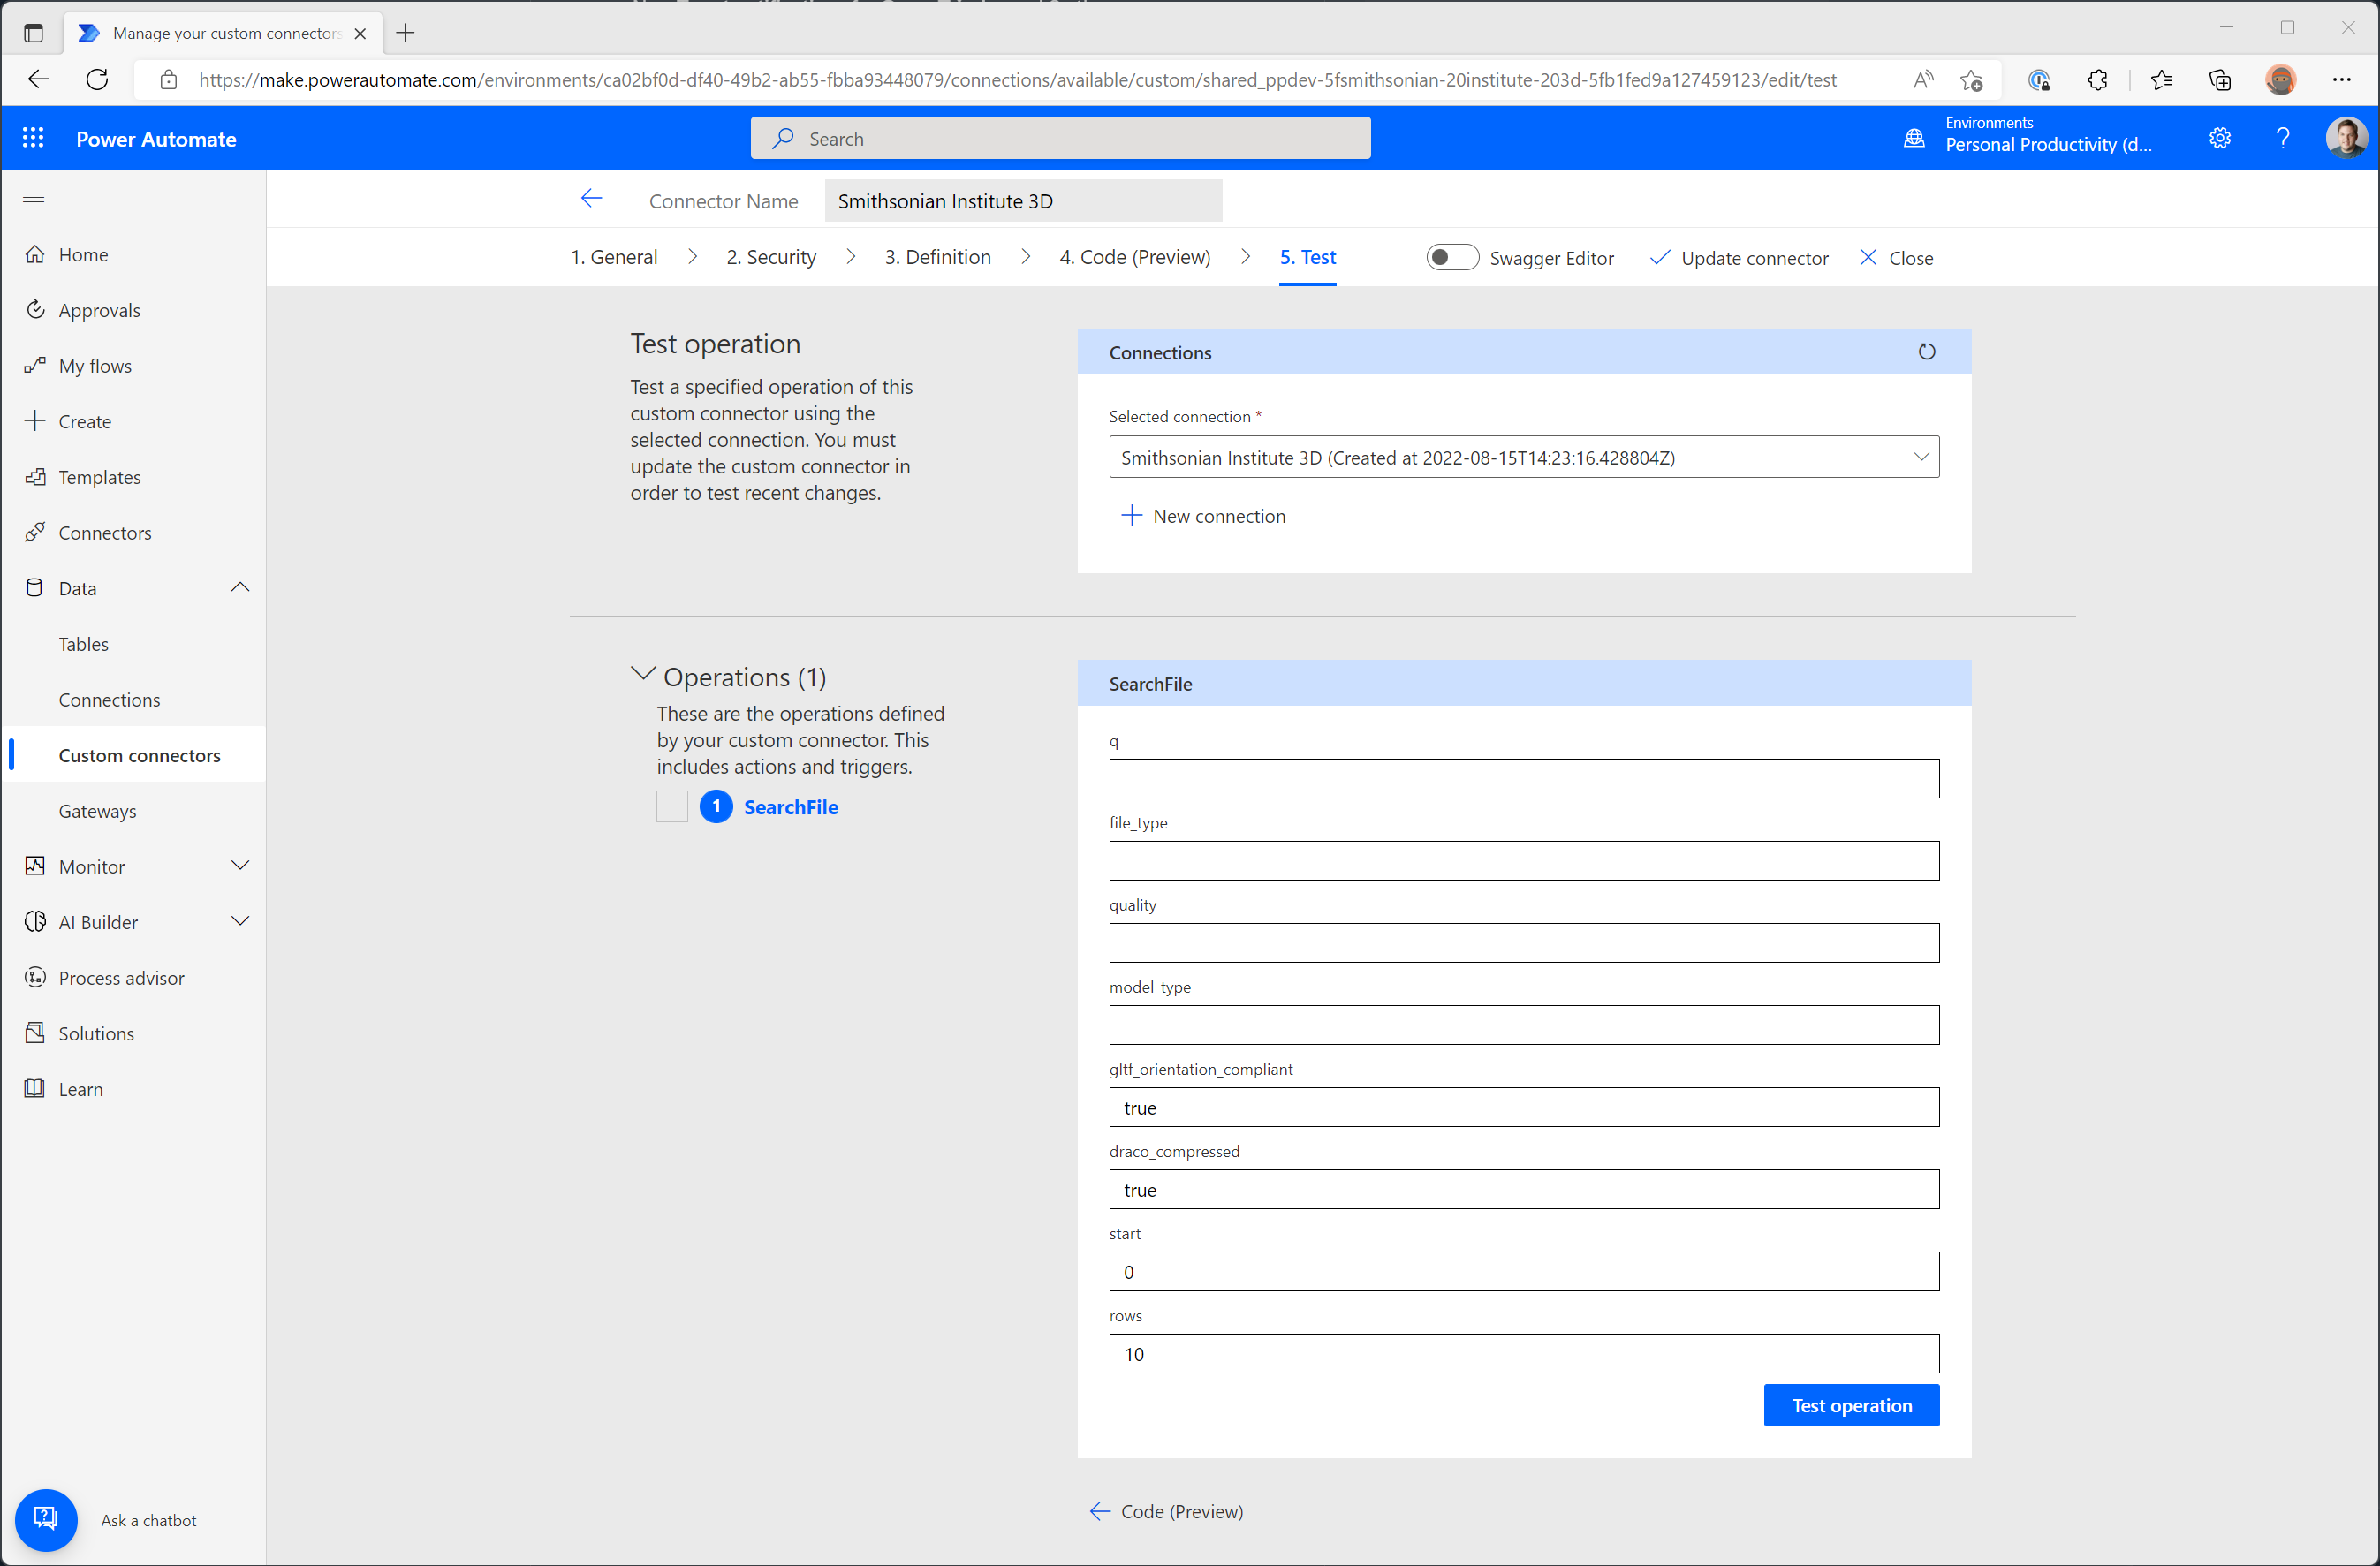 Manage your custom connectors
https://make.powerautomate.com/environments/ca02bf0d-df40-49b2-ab55-fbba93448079/connections/available/custom/shared_ppdev-5fsmithsonian-20institute-203d-5fb1fed9a127459123/edit/test
Power Automate
Search
Environments
Personal Productivity (d...
Connector Name
Smithsonian Institute 3D
1. General
2. Security
3. Definition
4. Code (Preview)
5. Test
Swagger Editor
Update connector
Close
Home
Approvals
My flows
Create
Templates
Connectors
Data
Tables
Connections
Custom connectors
Gateways
Monitor
AI Builder
Process advisor
Solutions
Learn
Ask a chatbot
Test operation
Test a specified operation of this
custom connector using the
selected connection. You must
update the custom connector in
order to test recent changes.
Connections
Selected connection *
Smithsonian Institute 3D (Created at 2022-08-15T14:23:16.428804Z)
New connection
Operations (1)
These are the operations defined
by your custom connector. This
includes actions and triggers.
1 SearchFile
SearchFile
q
file_type
quality
model_type
gltf_orientation_compliant
true
draco_compressed
true
start
0
rows
10
Test operation
Code (Preview)